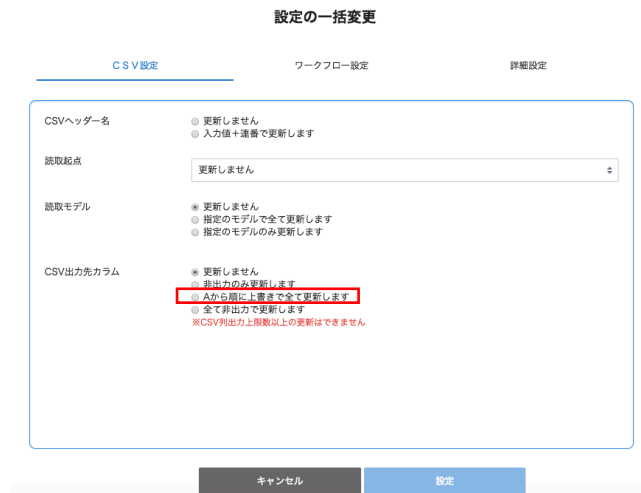 設定の一括変更
CSV設定
ワークフロー設定
詳細設定
CSVヘッダー名
更新しません
入力値+連番で更新します
読取起点
更新しません
読取モデル
更新しません
指定のモデルで全て更新します
指定のモデルのみ更新します
CSV出力先カラム
更新しません
非出力のみ更新します
Aから順に上書きで全て更新します
全て非出力で更新します
※CSV列出力上限数以上の更新はできません
キャンセル
設定